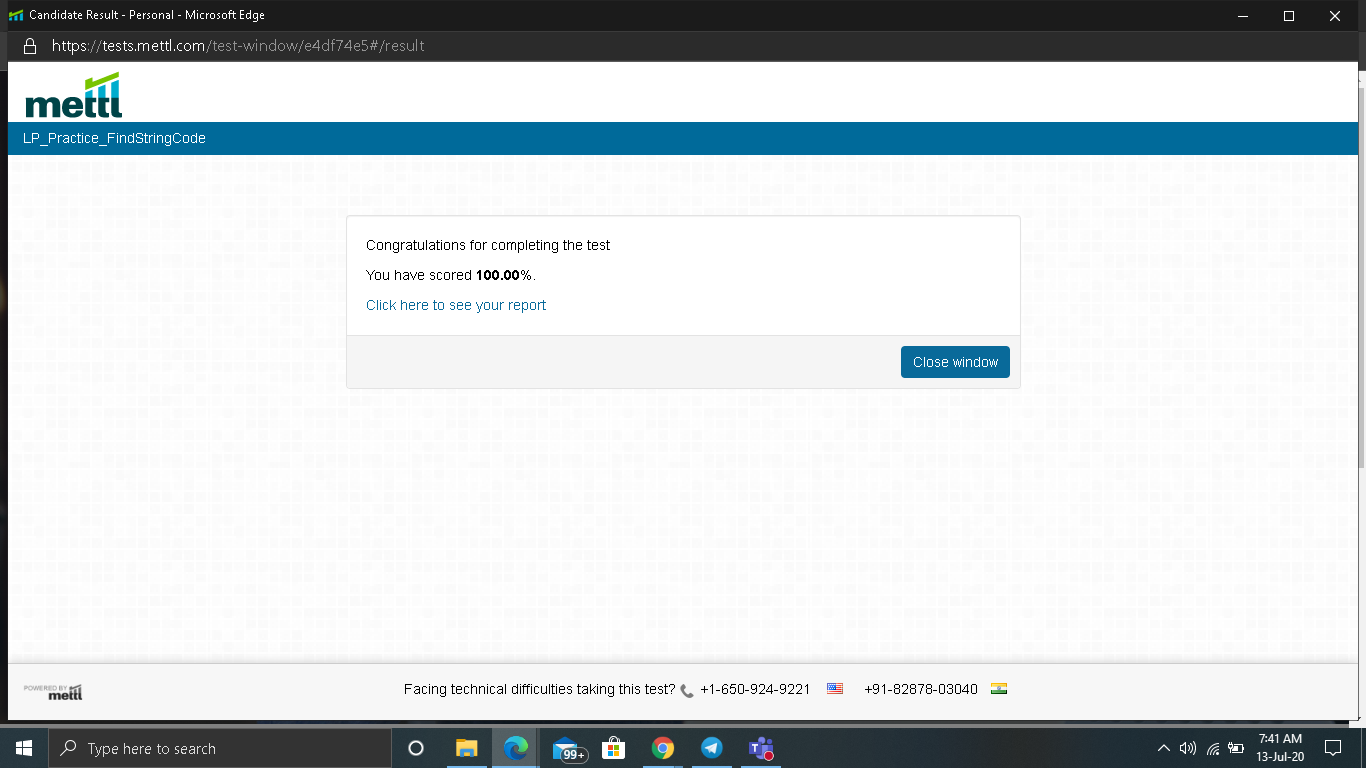 Candidate Result - Personal - Microsoft Edge
https://tests.mettl.com/test-window/e4df74e5#/result
mettl
LP_Practice_FindStringCode
Congratulations for completing the test
You have scored 100.00%.
Click here to see your report
Close window
POWERED BY mettl
Facing technical difficulties taking this test? +1-650-924-9221 +91-82878-03040
Type here to search
99+
T
7:41 AM
13-Jul-20